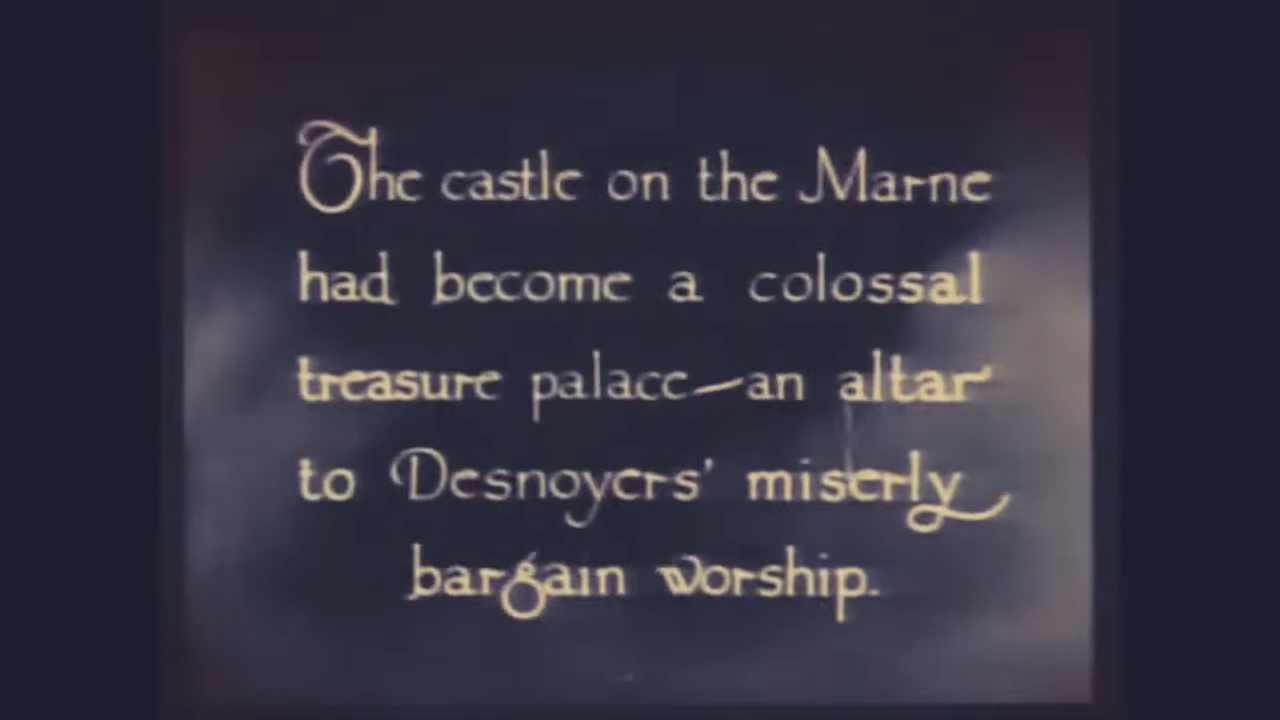 The castle on the Marne
had become a colossal
treasure palace—an altar
to Desnoyers' miserly
bargain worship.